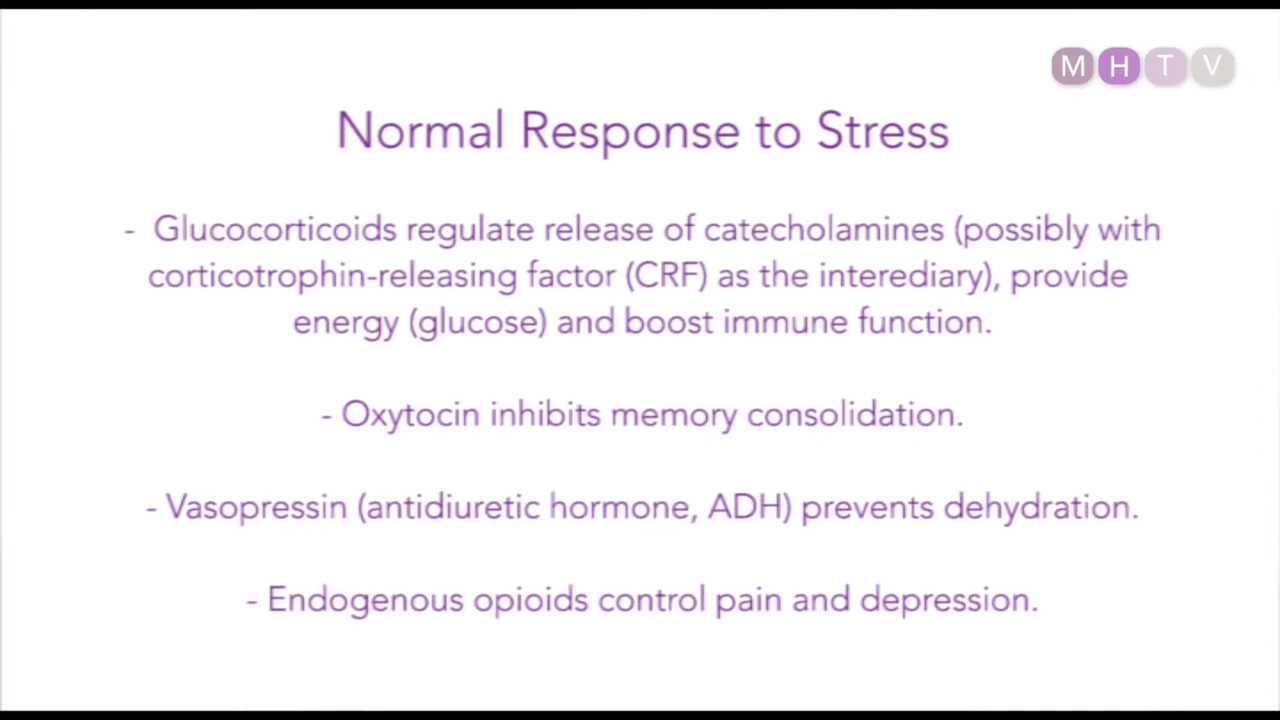 M H T V
Normal Response to Stress
- Glucocorticoids regulate release of catecholamines (possibly with
corticotrophin-releasing factor (CRF) as the interediary), provide
energy (glucose) and boost immune function.
- Oxytocin inhibits memory consolidation.
- Vasopressin (antidiuretic hormone, ADH) prevents dehydration.
- Endogenous opioids control pain and depression.